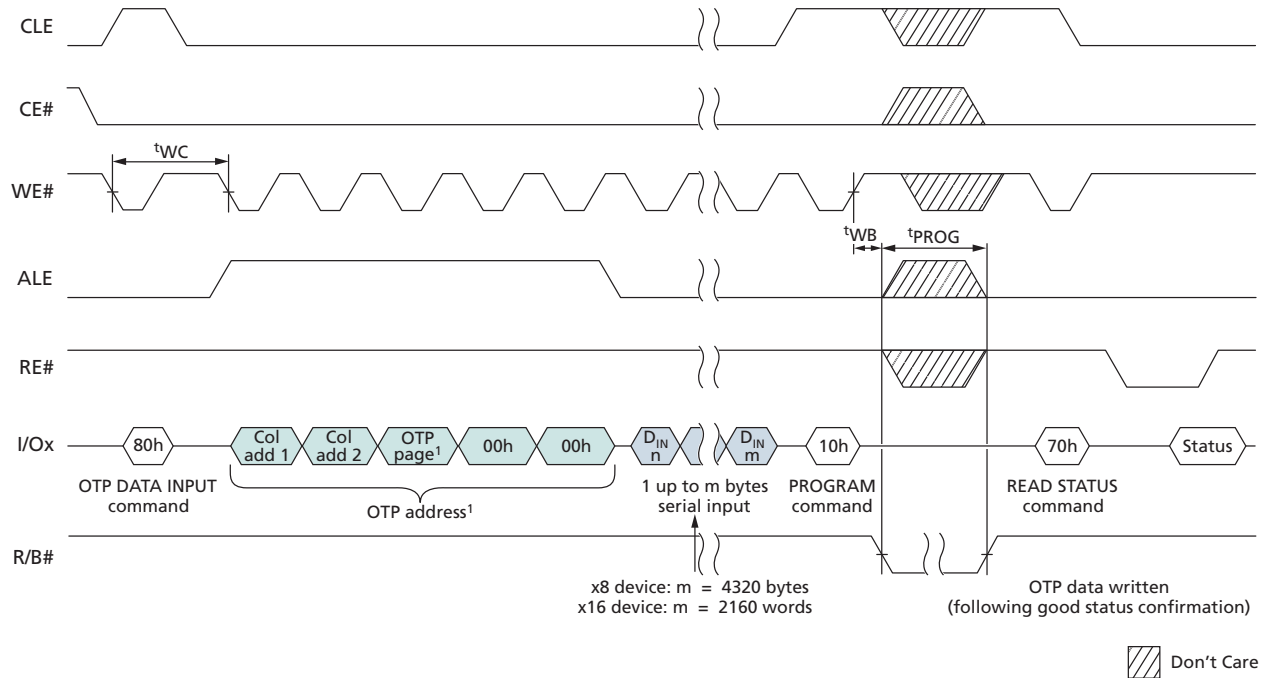 CLE
CE#
tWC
WE#
tWB
tPROG
ALE
RE#
I/Ox
80h
Col
add 1
Col
add 2
OTP
page1
00h
00h
DIN
n
DIN
m
10h
70h
Status
OTP DATA INPUT
command
OTP address1
1 up to m bytes
serial input
PROGRAM
command
READ STATUS
command
R/B#
x8 device: m = 4320 bytes
x16 device: m = 2160 words
OTP data written
(following good status confirmation)
Don't Care